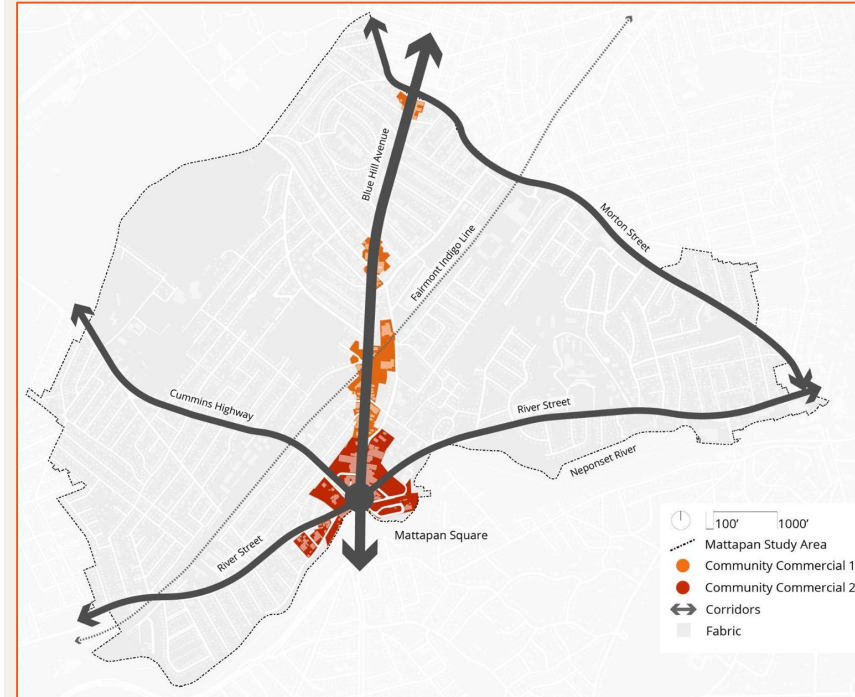 Blue Hill Avenue
Fairmont Indigo Line
Morton Street
Cummins Highway
River Street
Neponset River
River Street
Mattapan Square
100' 1000'
Mattapan Study Area
Community Commercial 1
Community Commercial 2
Corridors
Fabric